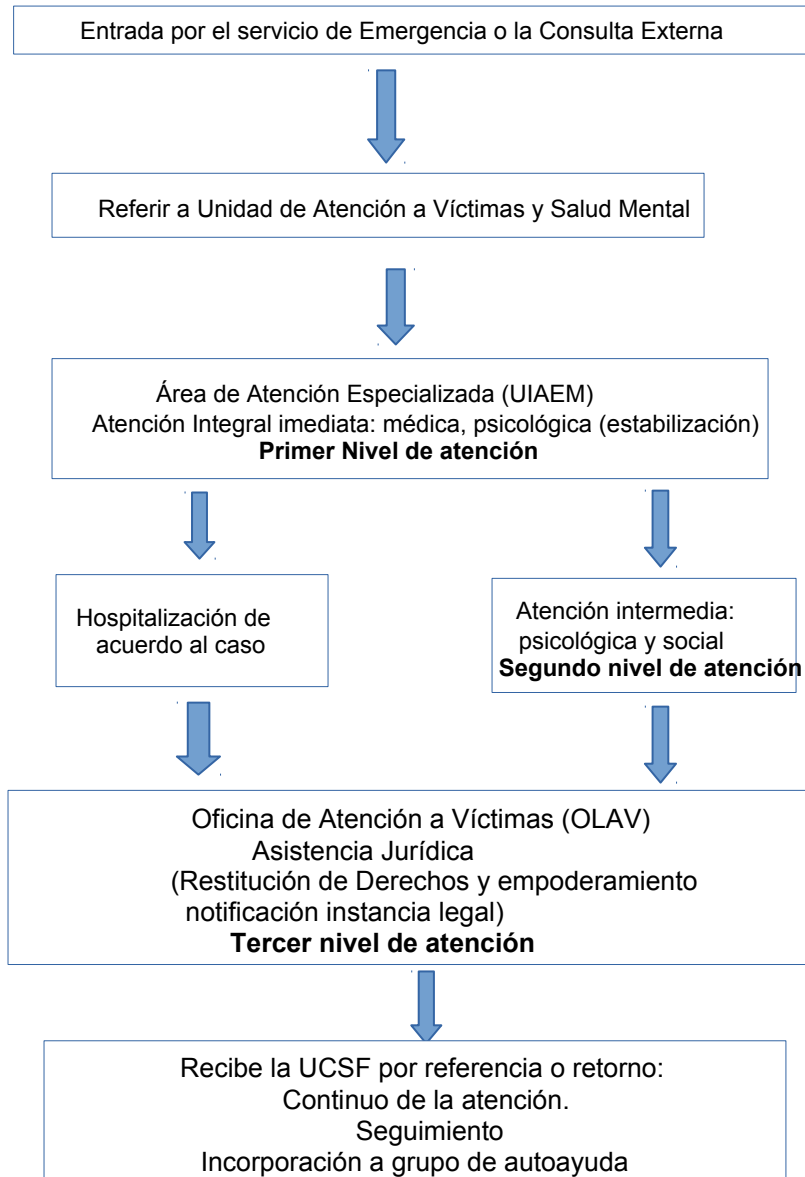 Entrada por el servicio de Emergencia o la Consulta Externa
Referir a Unidad de Atención a Víctimas y Salud Mental
Área de Atención Especializada (UIAEM)
Atención Integral imediata: médica, psicológica (estabilización)
Primer Nivel de atención
Hospitalización de
acuerdo al caso
Atención intermedia:
psicológica y social
Segundo nivel de atención
Oficina de Atención a Víctimas (OLAV)
Asistencia Jurídica
(Restitución de Derechos y empoderamiento
notificación instancia legal)
Tercer nivel de atención
Recibe la UCSF por referencia o retorno:
Continuo de la atención.
Seguimiento
Incorporación a grupo de autoayuda